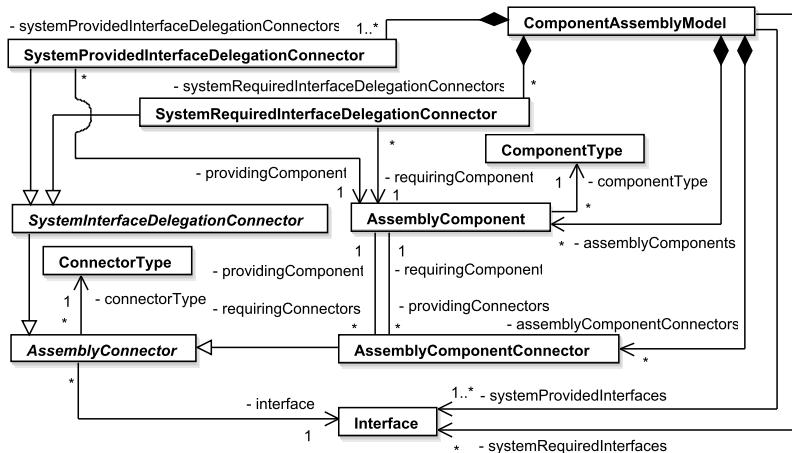 - systemProvidedInterfaceDelegationConnectors
1..*
ComponentAssemblyModel
SystemProvidedInterfaceDelegationConnector
*
- systemRequiredInterfaceDelegationConnectors
*
SystemRequiredInterfaceDelegationConnector
*
ComponentType
- providingComponent
1
- requiringComponent
1
1
- componentType
*
SystemInterfaceDelegationConnector
AssemblyComponent
* - assemblyComponents
ConnectorType
1
1
- providingComponent
- requiringComponent
1
- connectorType
*
- requiringConnectors
*
- providingConnectors
*
- assemblyComponentConnectors
*
AssemblyConnector
AssemblyComponentConnector
*
- interface
1
Interface
1..* - systemProvidedInterfaces
* - systemRequiredInterfaces